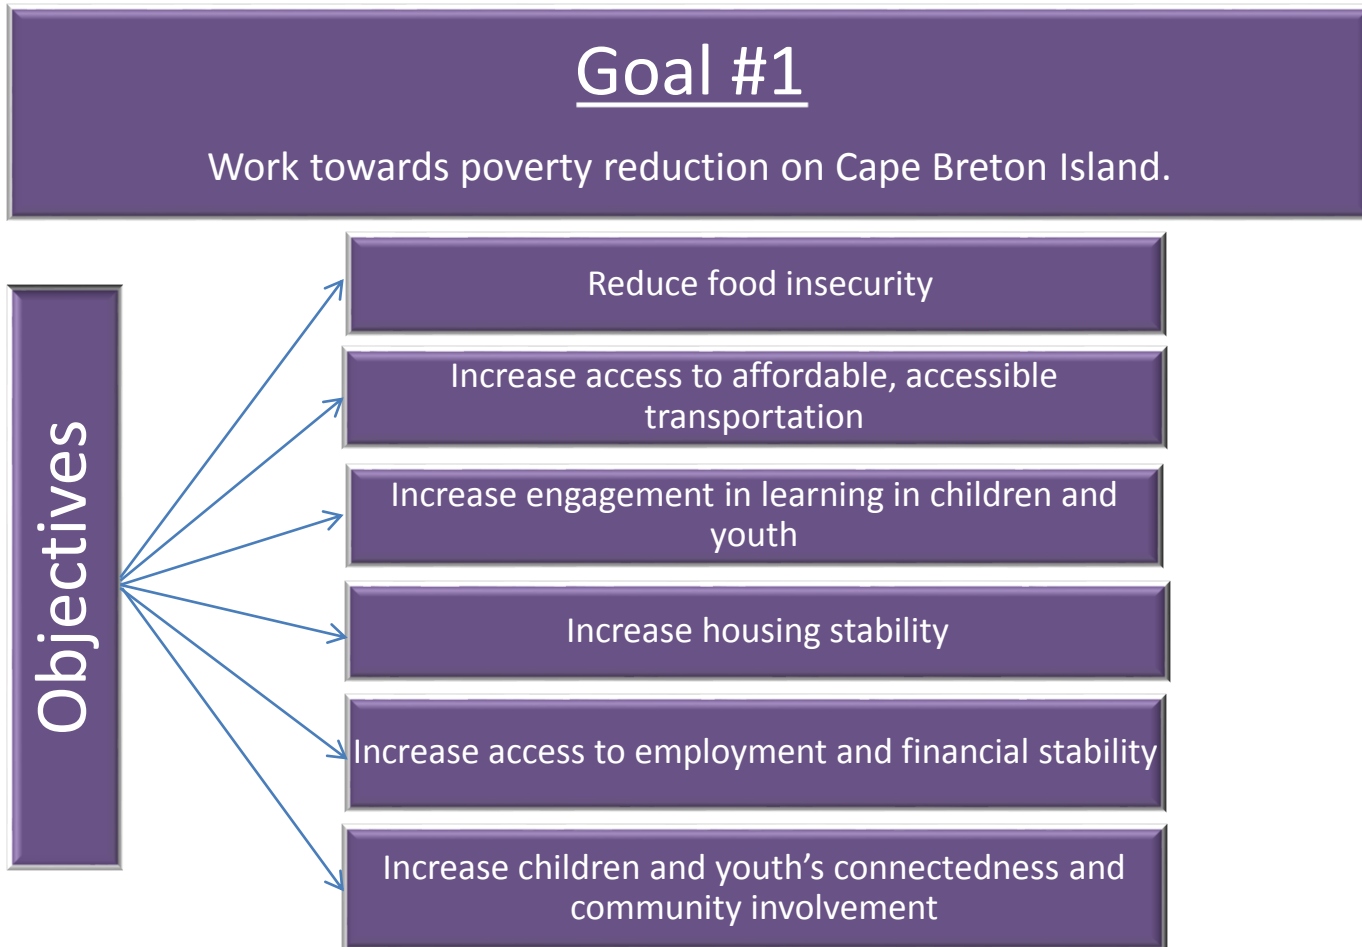 Goal #1
Work towards poverty reduction on Cape Breton Island.
Objectives
Reduce food insecurity
Increase access to affordable, accessible
transportation
Increase engagement in learning in children and
youth
Increase housing stability
Increase access to employment and financial stability
Increase children and youth’s connectedness and
community involvement